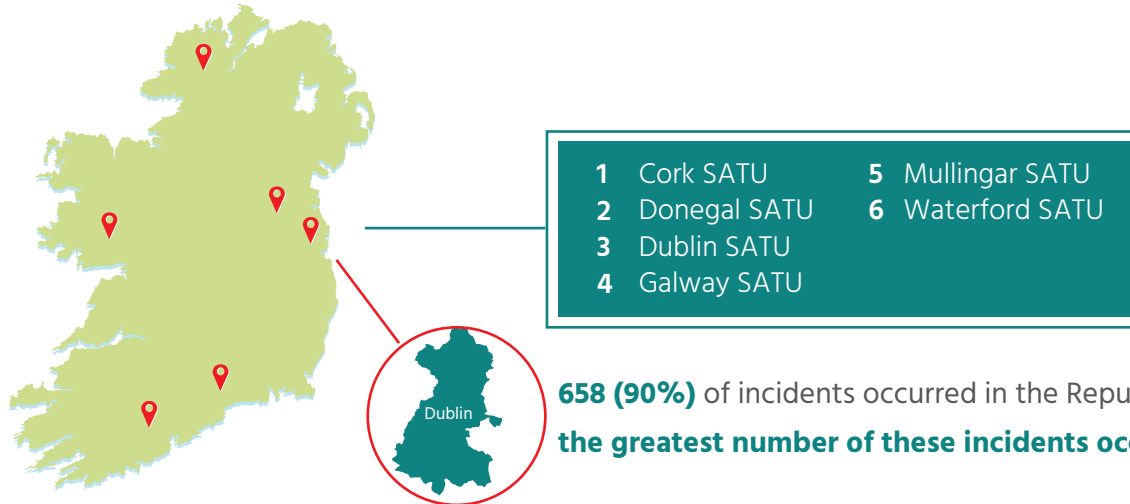 1 Cork SATU
2 Donegal SATU
3 Dublin SATU
4 Galway SATU
5 Mullingar SATU
6 Waterford SATU
Dublin
658 (90%) of incidents occurred in the Repu
the greatest number of these incidents occ